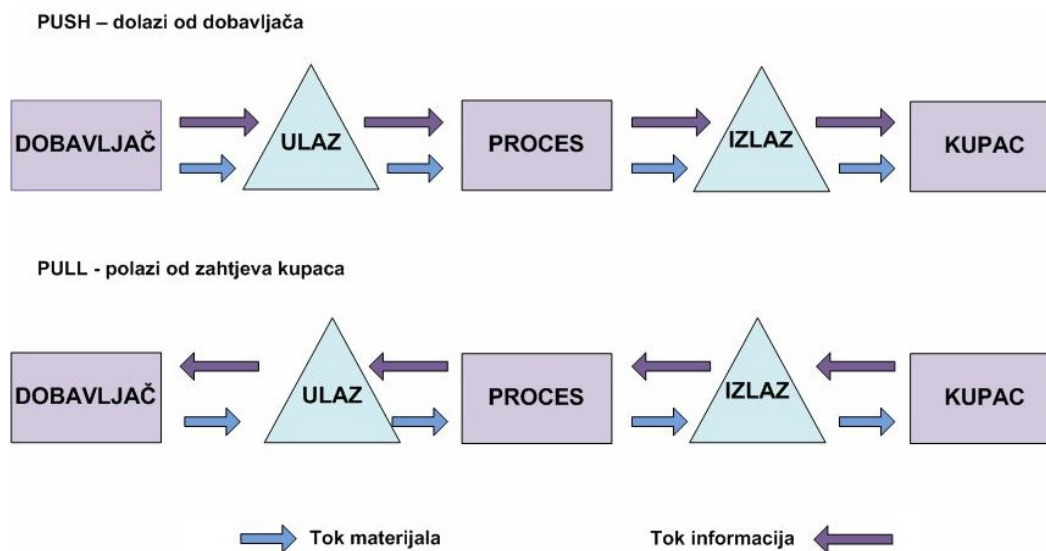 PUSH – dolazi od dobavljača
DOBAVLJAČ
ULAZ
PROCES
IZLAZ
KUPAC
PULL - polazi od zahtjeva kupaca
DOBAVLJAČ
ULAZ
PROCES
IZLAZ
KUPAC
Tok materijala
Tok informacija